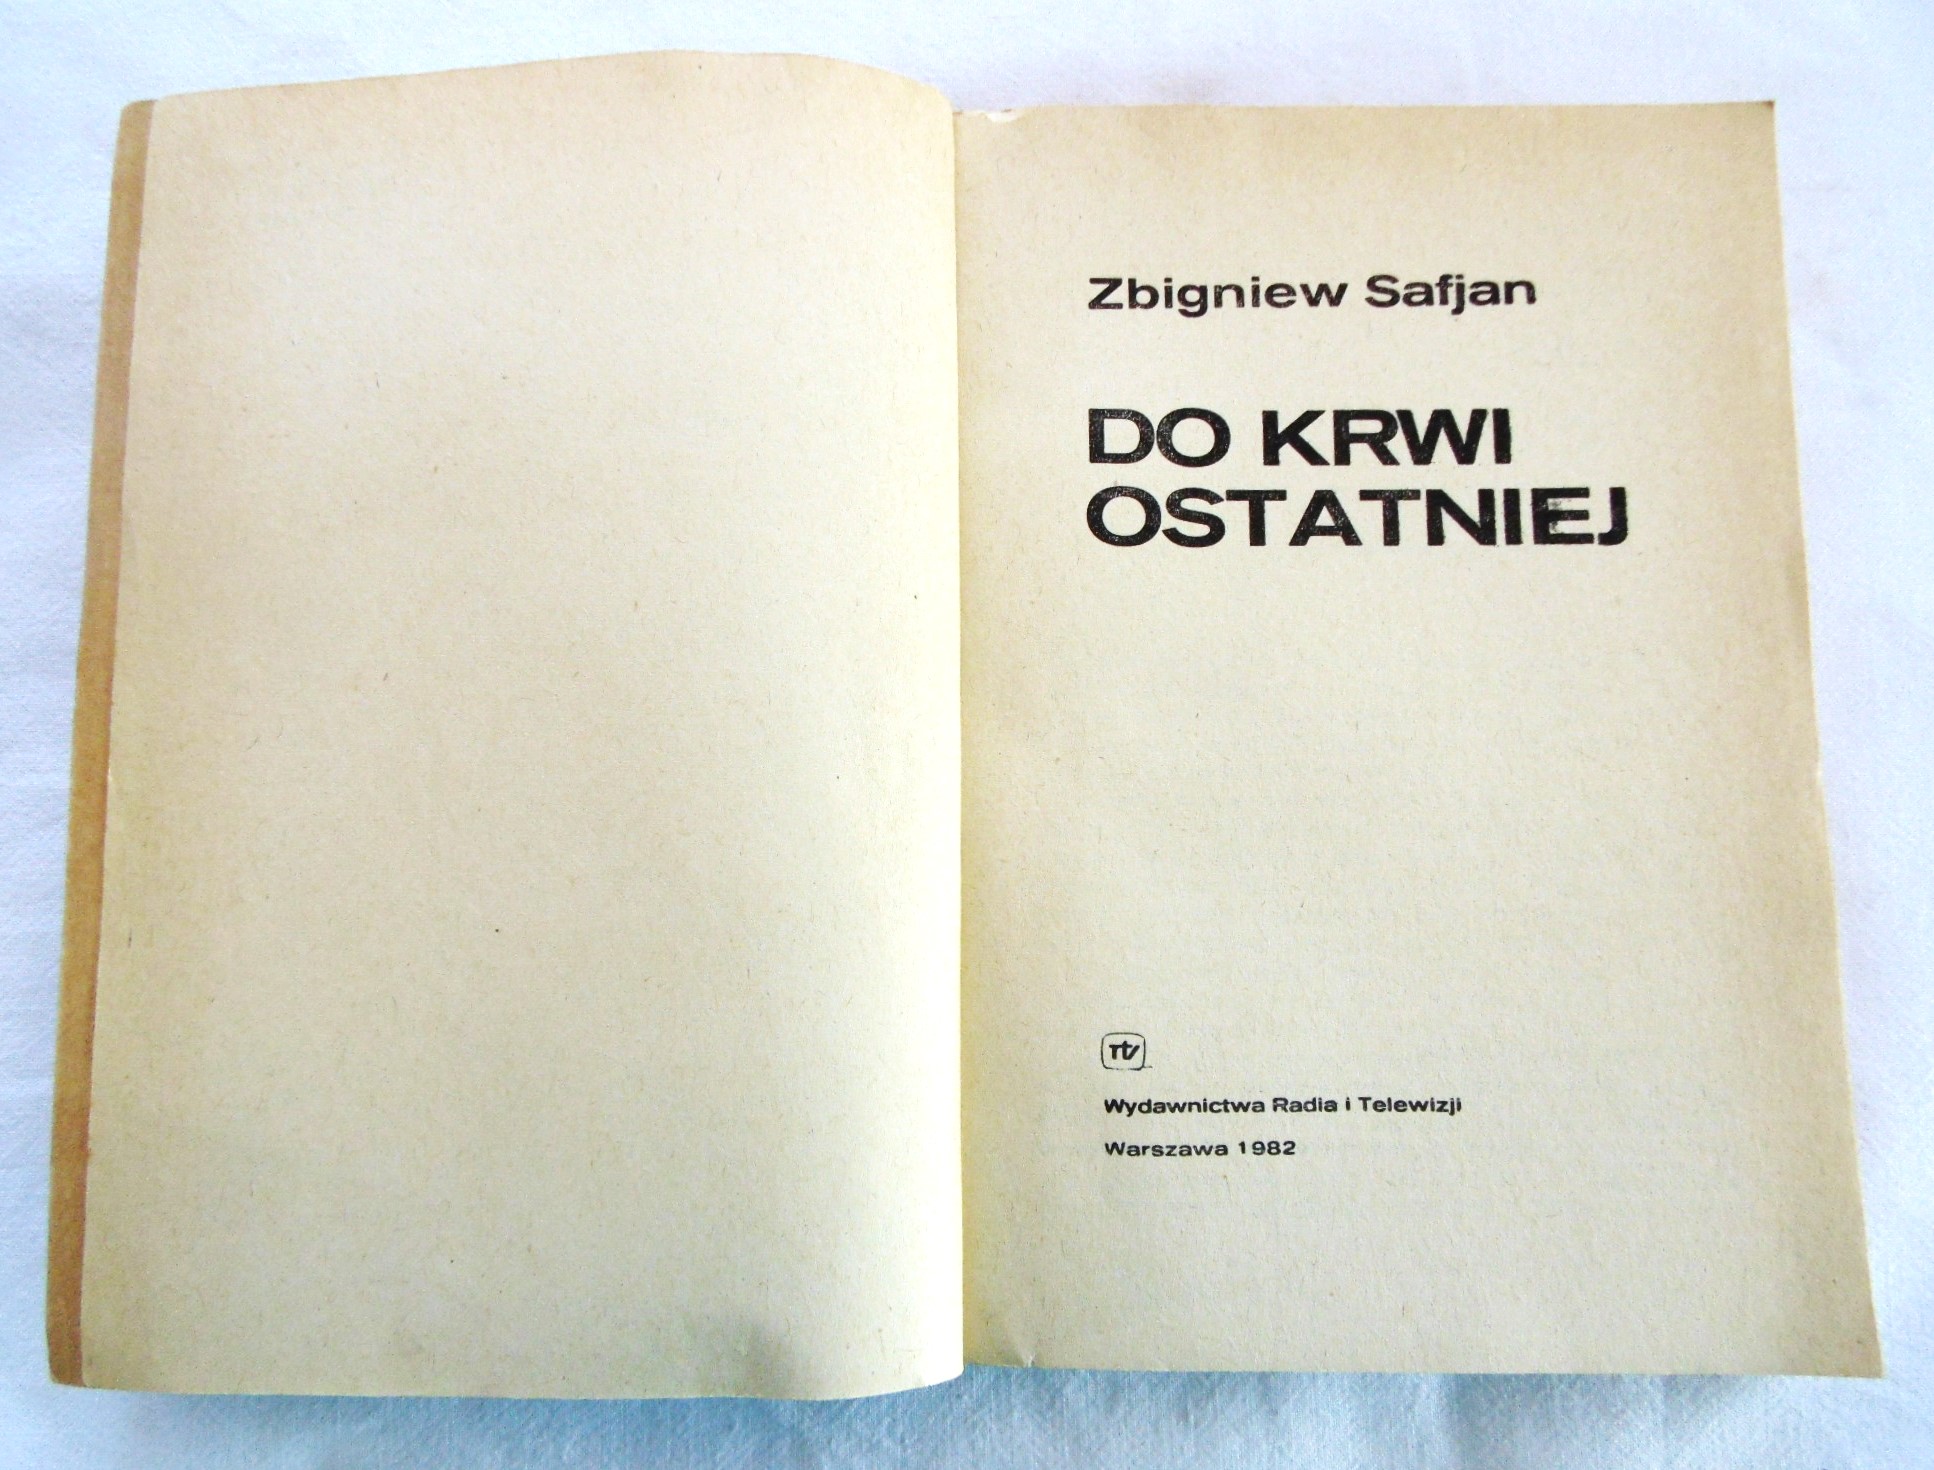 Zbigniew Safjan
DO KRWI
OSTATNIEJ
rtv
Wydawnictwa Radia i Telewizji
Warszawa 1982